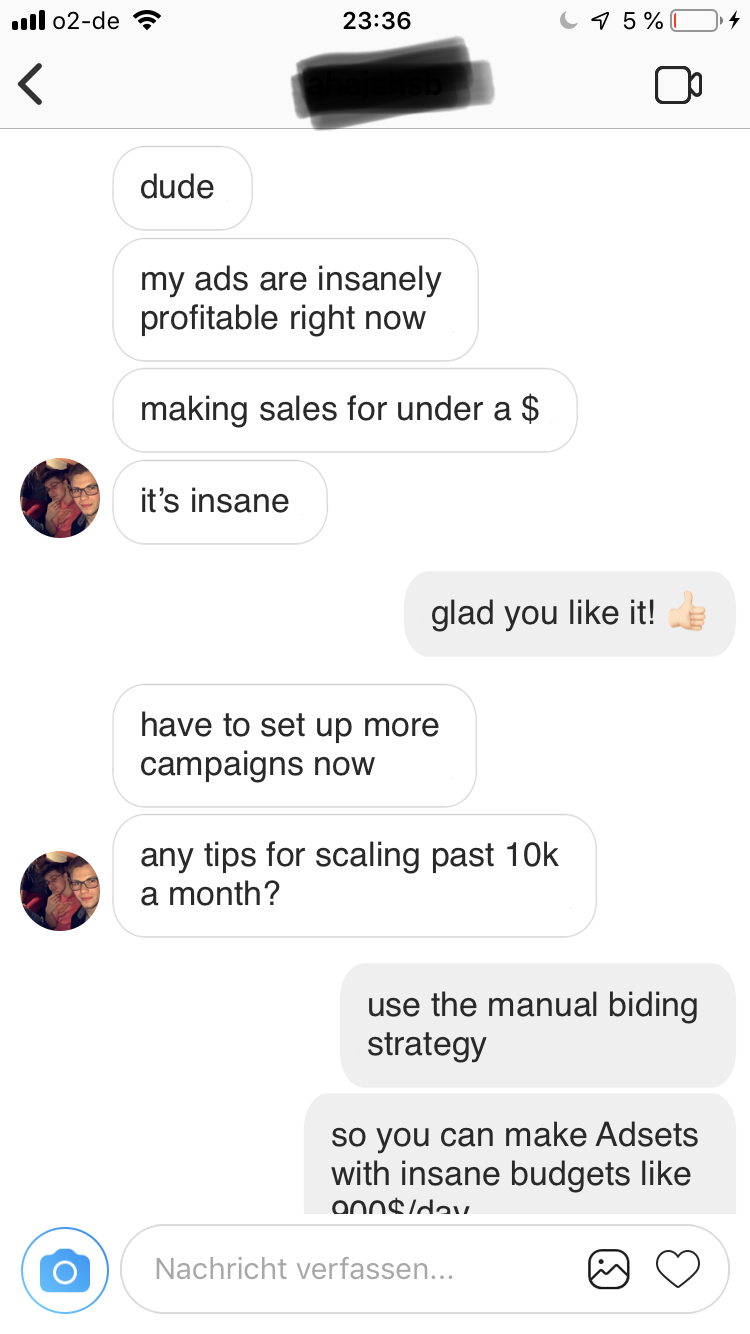 o2-de
23:36
5 %
dude
my ads are insanely
profitable right now
making sales for under a $
it's insane
glad you like it! 👍🏻
have to set up more
campaigns now
any tips for scaling past 10k
a month?
use the manual biding
strategy
so you can make Adsets
with insane budgets like
900$/day
Nachricht verfassen...